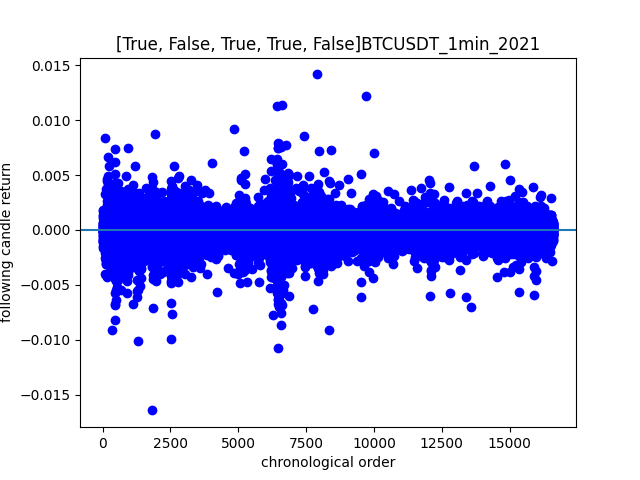 [True, False, True, True, False]BTCUSDT_1min_2021
0.015
0.010
0.005
0.000
−0.005
−0.010
−0.015
following candle return
0 2500 5000 7500 10000 12500 15000
chronological order